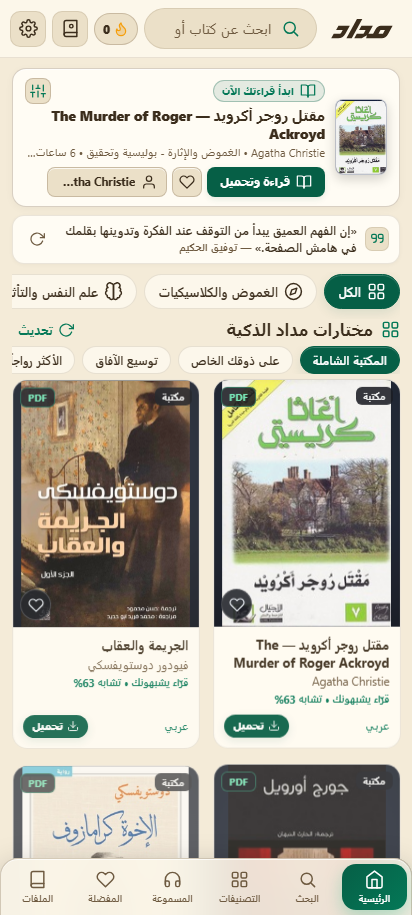 مداد
ابحث عن كتاب أو
0
ابدأ قراءتك الآن
مقتل روجر أكرويد — The Murder of Roger
Ackroyd
Agatha Christie • الغموض والإثارة - بوليسية وتحقيق • 6 ساعات...
قراءة وتحميل
tha Christie...
«إن الفهم العميق يبدأ من التوقف عند الفكرة وتدوينها بقلمك
في هامش الصفحة.» — توفيق الحكيم
الكل
الغموض والكلاسيكيات
علم النفس والتأث
مختارات مداد الذكية
تحديث
المكتبة الشاملة
على ذوقك الخاص
توسيع الآفاق
الأكثر رواجً
مكتبة
PDF
أغاثا
كريستي
مقتل روجر أكرويد
الأجيال
٧
مقتل روجر أكرويد — The
Murder of Roger Ackroyd
Agatha Christie
قرّاء يشبهونك • تشابه 63%
عربي
تحميل
مكتبة
PDF
دوستويفسكي
الجريمة
والعقاب
الجزء الأول
الجريمة والعقاب
فيودور دوستويفسكي
قرّاء يشبهونك • تشابه 63%
عربي
تحميل
مكتبة
PDF
جورج أورويل
مكتبة
PDF
رواية
دوستويفسكي
الإخوة كرامازوف
الرئيسية
البحث
التصنيفات
المسموعة
المفضلة
الملفات